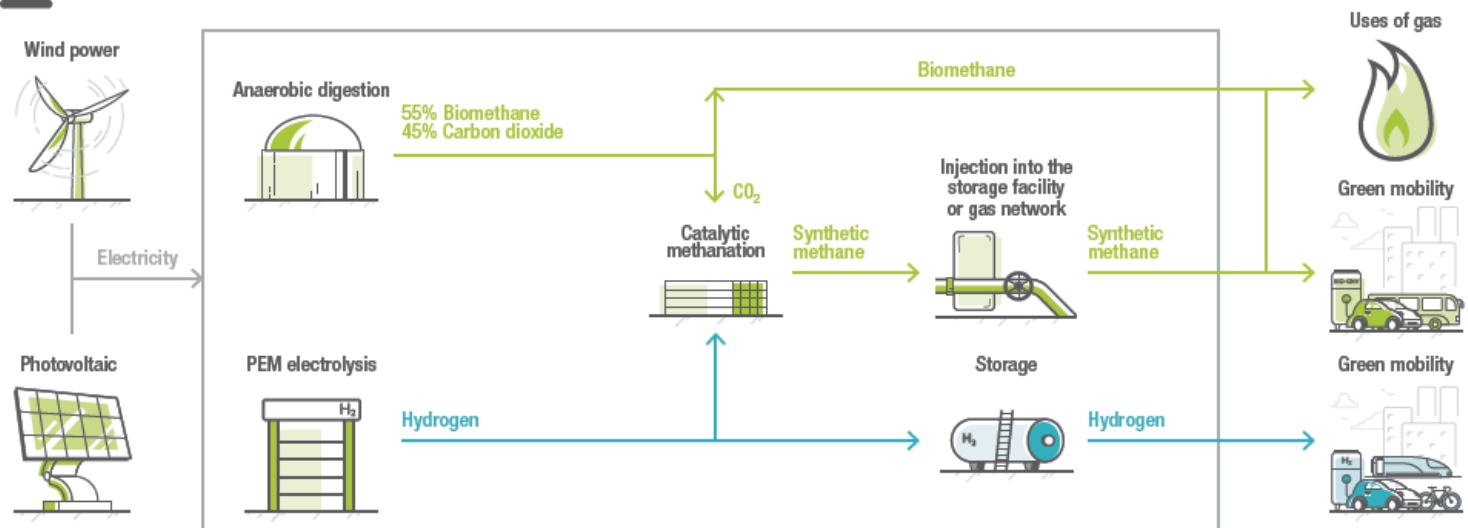 Wind power
Electricity
Photovoltaic
Anaerobic digestion
55% Biomethane
45% Carbon dioxide
Biomethane
CO₂
Catalytic
methanation
Synthetic
methane
Injection into the
storage facility
or gas network
Synthetic
methane
PEM electrolysis
H₂
Hydrogen
Storage
H₂
Hydrogen
Uses of gas
Green mobility
Green mobility
H₂